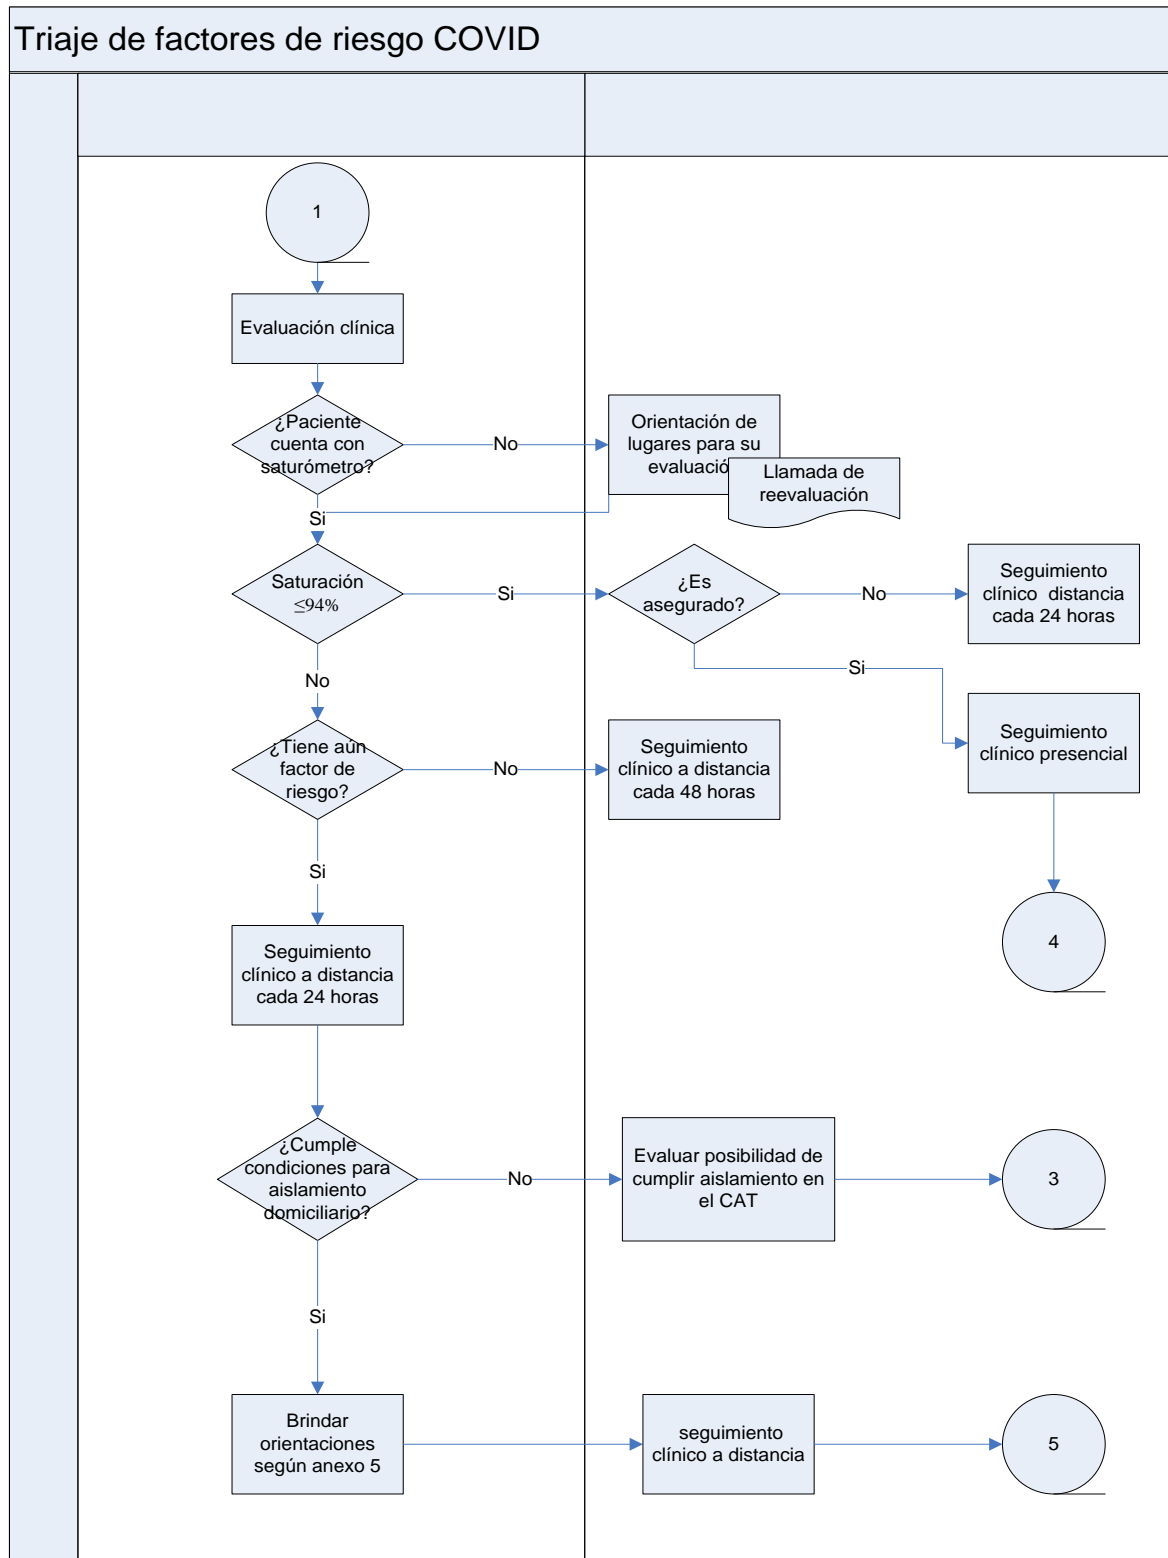 Triaje de factores de riesgo COVID
1
Evaluación clínica
¿Paciente
cuenta con
saturómetro?
No
Orientación de
lugares para su
evaluació
Llamada de
reevaluación
Si
Saturación
≤94%
Si
¿Es
asegurado?
No
Seguimiento
clínico distancia
cada 24 horas
Si
No
Seguimiento
clínico presencial
¿Tiene aún
factor de
riesgo?
No
Seguimiento
clínico a distancia
cada 48 horas
Si
4
Seguimiento
clínico a distancia
cada 24 horas
¿Cumple
condiciones para
aislamiento
domiciliario?
No
Evaluar posibilidad de
cumplir aislamiento en
el CAT
3
Si
Brindar
orientaciones
según anexo 5
seguimiento
clínico a distancia
5